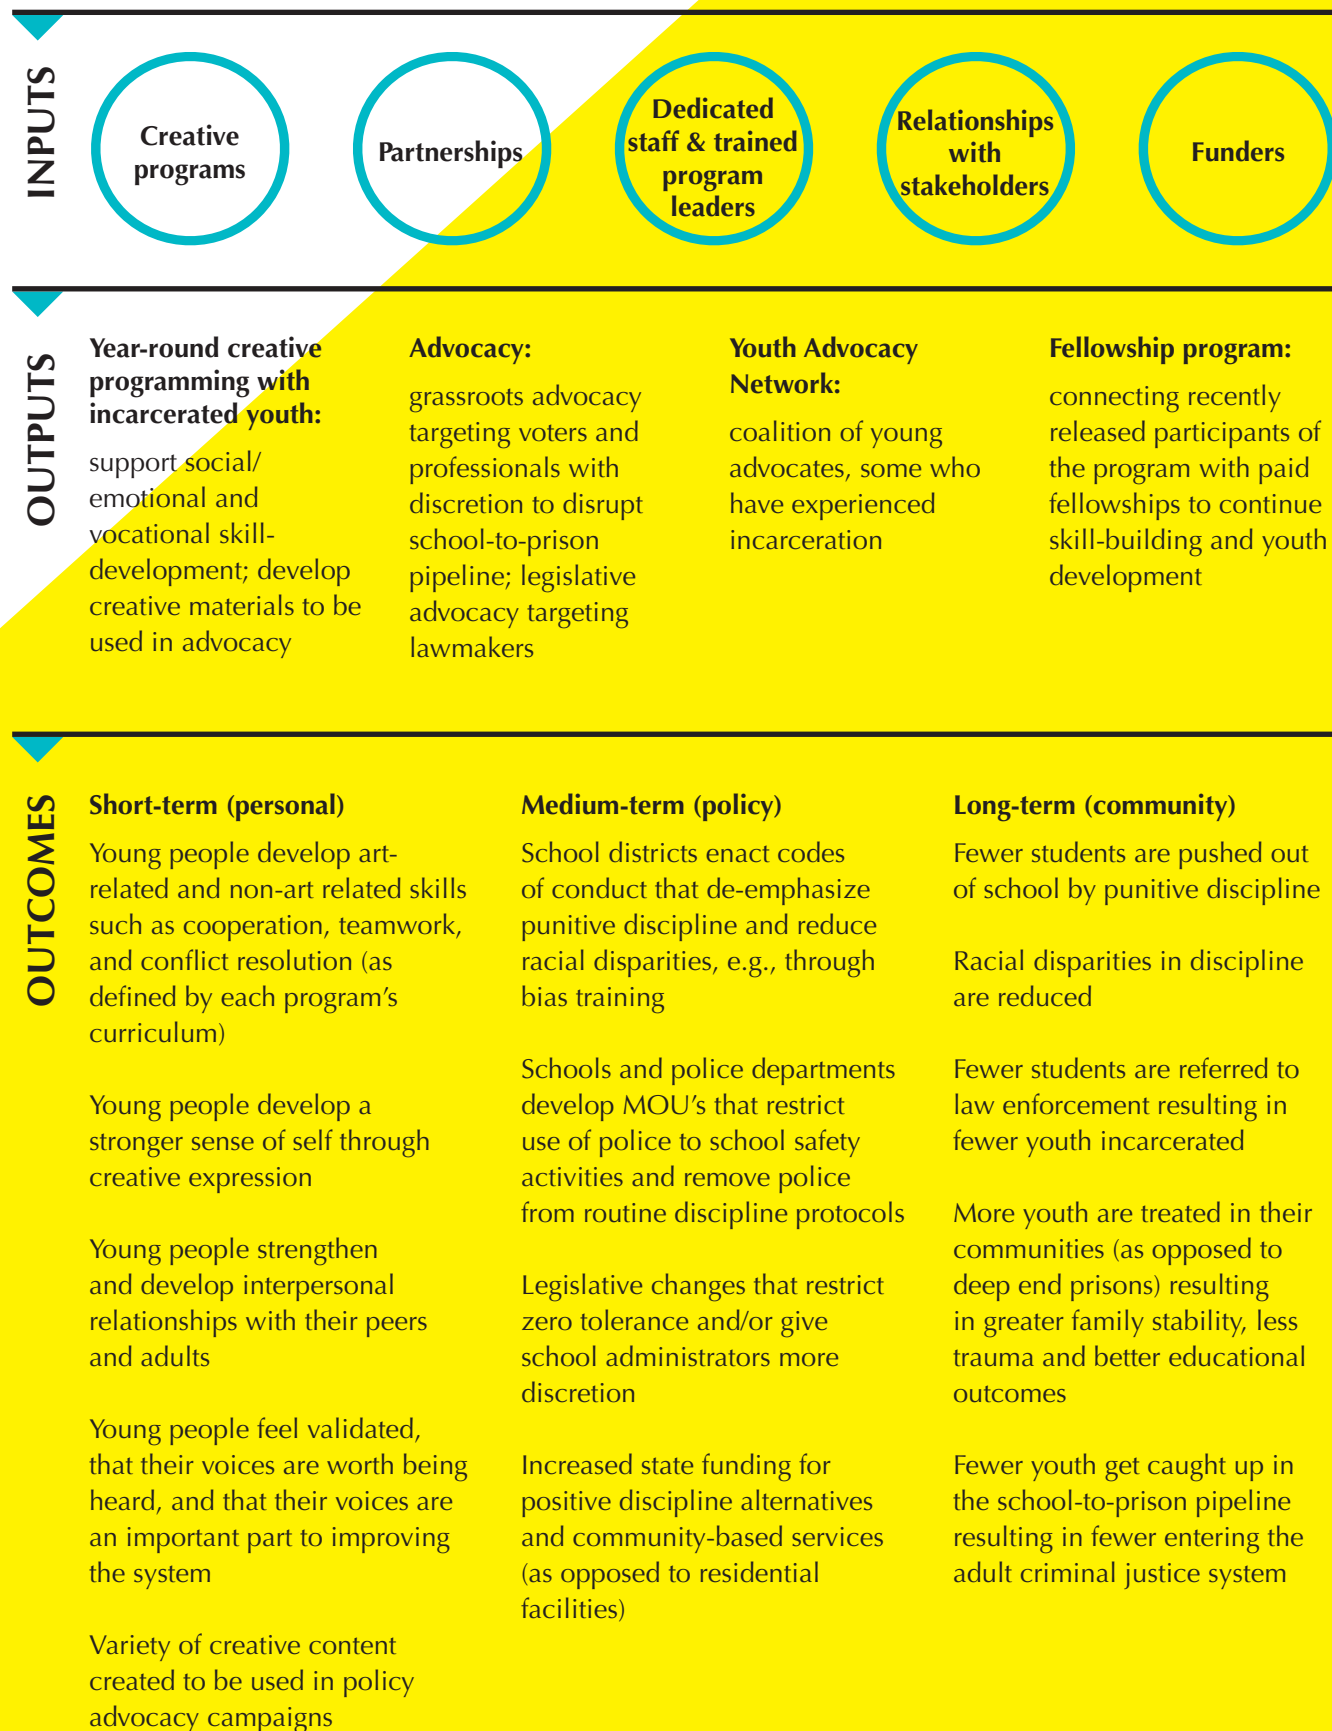 INPUTS
Creative
programs
Partnerships
Dedicated
staff & trained
program
leaders
Relationships
with
stakeholders
Funders
OUTPUTS
Year-round creative
programming with
incarcerated youth:
support social/
emotional and
vocational skill-
development; develop
creative materials to be
used in advocacy
Advocacy:
grassroots advocacy
targeting voters and
professionals with
discretion to disrupt
school-to-prison
pipeline; legislative
advocacy targeting
lawmakers
Youth Advocacy
Network:
coalition of young
advocates, some who
have experienced
incarceration
Fellowship program:
connecting recently
released participants of
the program with paid
fellowships to continue
skill-building and youth
development
OUTCOMES
Short-term (personal)
Young people develop art-
related and non-art related skills
such as cooperation, teamwork,
and conflict resolution (as
defined by each program's
curriculum)
Young people develop a
stronger sense of self through
creative expression
Young people strengthen
and develop interpersonal
relationships with their peers
and adults
Young people feel validated,
that their voices are worth being
heard, and that their voices are
an important part to improving
the system
Variety of creative content
created to be used in policy
advocacy campaigns
Medium-term (policy)
School districts enact codes
of conduct that de-emphasize
punitive discipline and reduce
racial disparities, e.g., through
bias training
Schools and police departments
develop MOU's that restrict
use of police to school safety
activities and remove police
from routine discipline protocols
Legislative changes that restrict
zero tolerance and/or give
school administrators more
discretion
Increased state funding for
positive discipline alternatives
and community-based services
(as opposed to residential
facilities)
Long-term (community)
Fewer students are pushed out
of school by punitive discipline
Racial disparities in discipline
are reduced
Fewer students are referred to
law enforcement resulting in
fewer youth incarcerated
More youth are treated in their
communities (as opposed to
deep end prisons) resulting
in greater family stability, less
trauma and better educational
outcomes
Fewer youth get caught up in
the school-to-prison pipeline
resulting in fewer entering the
adult criminal justice system